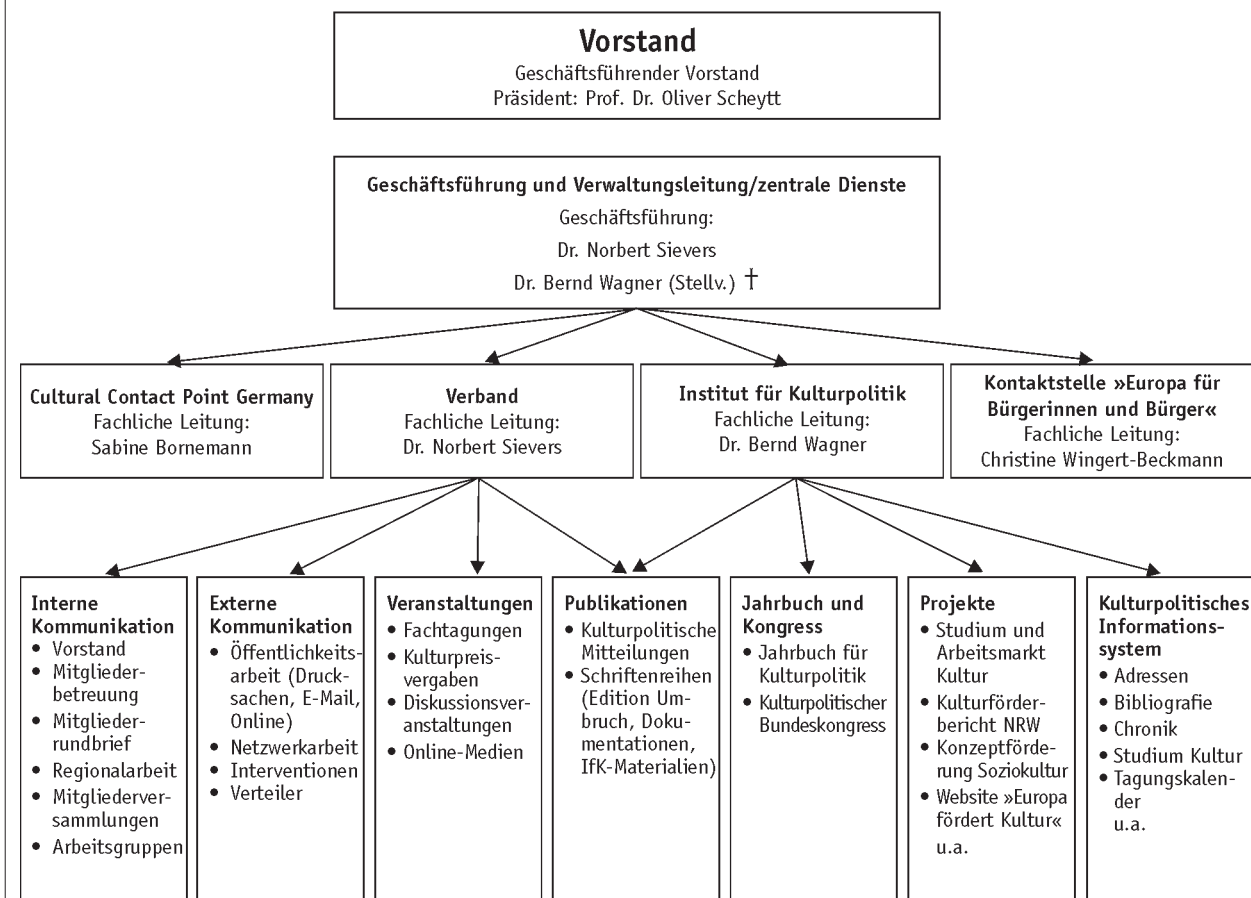 Vorstand
Geschäftsführender Vorstand
Präsident: Prof. Dr. Oliver Scheytt
Geschäftsführung und Verwaltungsleitung/zentrale Dienste
Geschäftsführung:
Dr. Norbert Sievers
Dr. Bernd Wagner (Stellv.) †
Cultural Contact Point Germany
Fachliche Leitung:
Sabine Bornemann
Verband
Fachliche Leitung:
Dr. Norbert Sievers
Institut für Kulturpolitik
Fachliche Leitung:
Dr. Bernd Wagner
Kontaktstelle »Europa für
Bürgerinnen und Bürger«
Fachliche Leitung:
Christine Wingert-Beckmann
Interne
Kommunikation
• Vorstand
• Mitglieder-
betreuung
• Mitglieder-
rundbrief
• Regionalarbeit
• Mitgliederver-
sammlungen
• Arbeitsgruppen
Externe
Kommunikation
• Öffentlichkeits-
arbeit (Druck-
sachen, E-Mail,
Online)
• Netzwerkarbeit
• Interventionen
• Verteiler
Veranstaltungen
• Fachtagungen
• Kulturpreis-
vergaben
• Diskussionsver-
anstaltungen
• Online-Medien
Publikationen
• Kulturpolitische
Mitteilungen
• Schriftenreihen
(Edition Um-
bruch, Doku-
mentationen,
IfK-Materialien)
Jahrbuch und
Kongress
• Jahrbuch für
Kulturpolitik
• Kulturpolitischer
Bundeskongress
Projekte
• Studium und
Arbeitsmarkt
Kultur
• Kulturförder-
bericht NRW
• Konzeptförde-
rung Soziokultur
• Website »Europa
fördert Kultur«
u.a.
Kulturpolitisches
Informations-
system
• Adressen
• Bibliografie
• Chronik
• Studium Kultur
• Tagungskalen-
der
u.a.